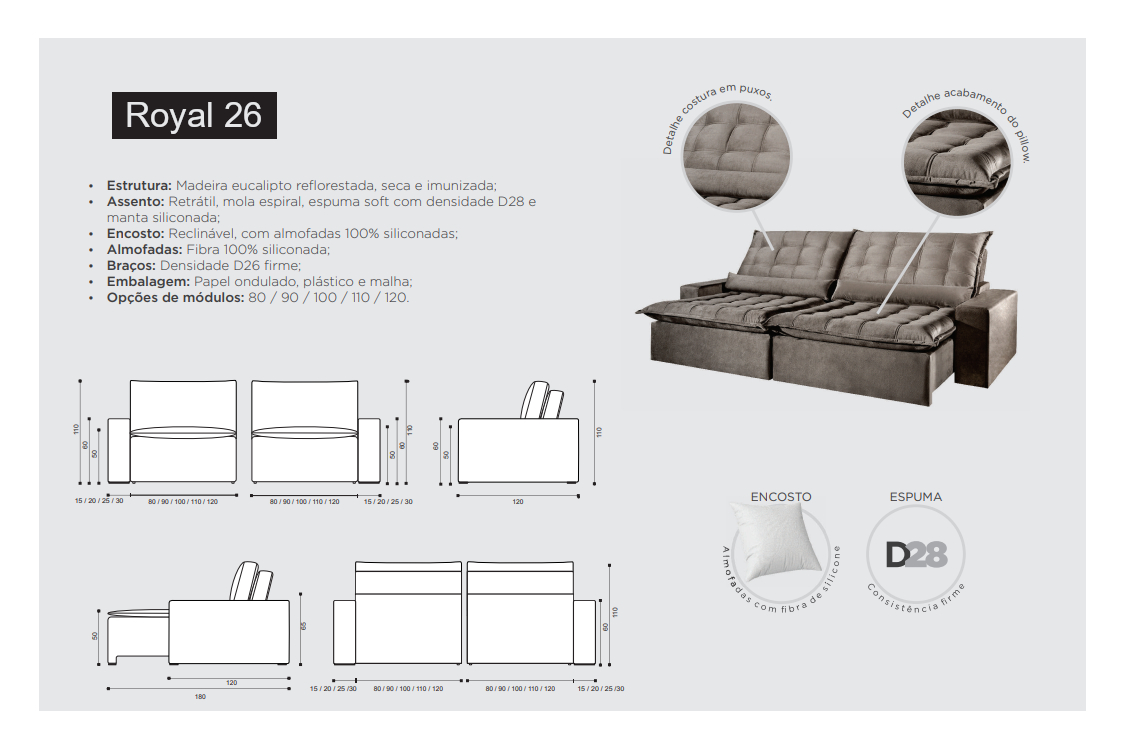 Royal 26
• Estrutura: Madeira eucalipto reflorestada, seca e imunizada;
• Assento: Retrátil, mola espiral, espuma soft com densidade D28 e
manta siliconada;
• Encosto: Reclinável, com almofadas 100% siliconadas;
• Almofadas: Fibra 100% siliconada;
• Braços: Densidade D26 firme;
• Embalagem: Papel ondulado, plástico e malha;
• Opções de módulos: 80 / 90 / 100 / 110 / 120.
Detalhe costura em puxos.
Detalhe acabamento do pillow.
110
60
50
15 / 20 / 25 / 30
80 / 90 / 100 / 110 / 120
80 / 90 / 100 / 110 / 120
15 / 20 / 25 / 30
50
60
110
60
50
120
110
ENCOSTO
Almofadas com fibra de silicone
ESPUMA
D28
Consistência firme
50
65
120
180
15 / 20 / 25 /30
80 / 90 / 100 / 110 / 120
80 / 90 / 100 / 110 / 120
15 / 20 / 25 /30
60
110